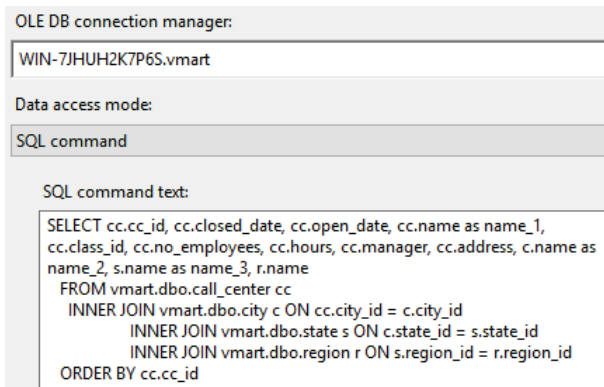 OLE DB connection manager:
WIN-7JHUH2K7P6S.vmart
Data access mode:
SQL command
SQL command text:
SELECT cc.cc_id, cc.closed_date, cc.open_date, cc.name as name_1,
cc.class_id, cc.no_employees, cc.hours, cc.manager, cc.address, c.name as
name_2, s.name as name_3, r.name
FROM vmart.dbo.call_center cc
INNER JOIN vmart.dbo.city c ON cc.city_id = c.city_id
INNER JOIN vmart.dbo.state s ON c.state_id = s.state_id
INNER JOIN vmart.dbo.region r ON s.region_id = r.region_id
ORDER BY cc.cc_id